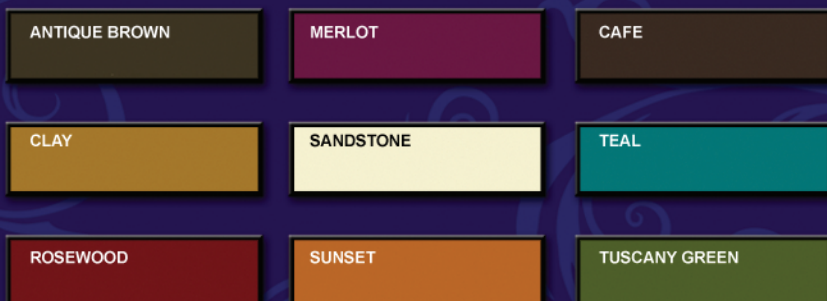 ANTIQUE BROWN
MERLOT
CAFE
CLAY
SANDSTONE
TEAL
ROSEWOOD
SUNSET
TUSCANY GREEN